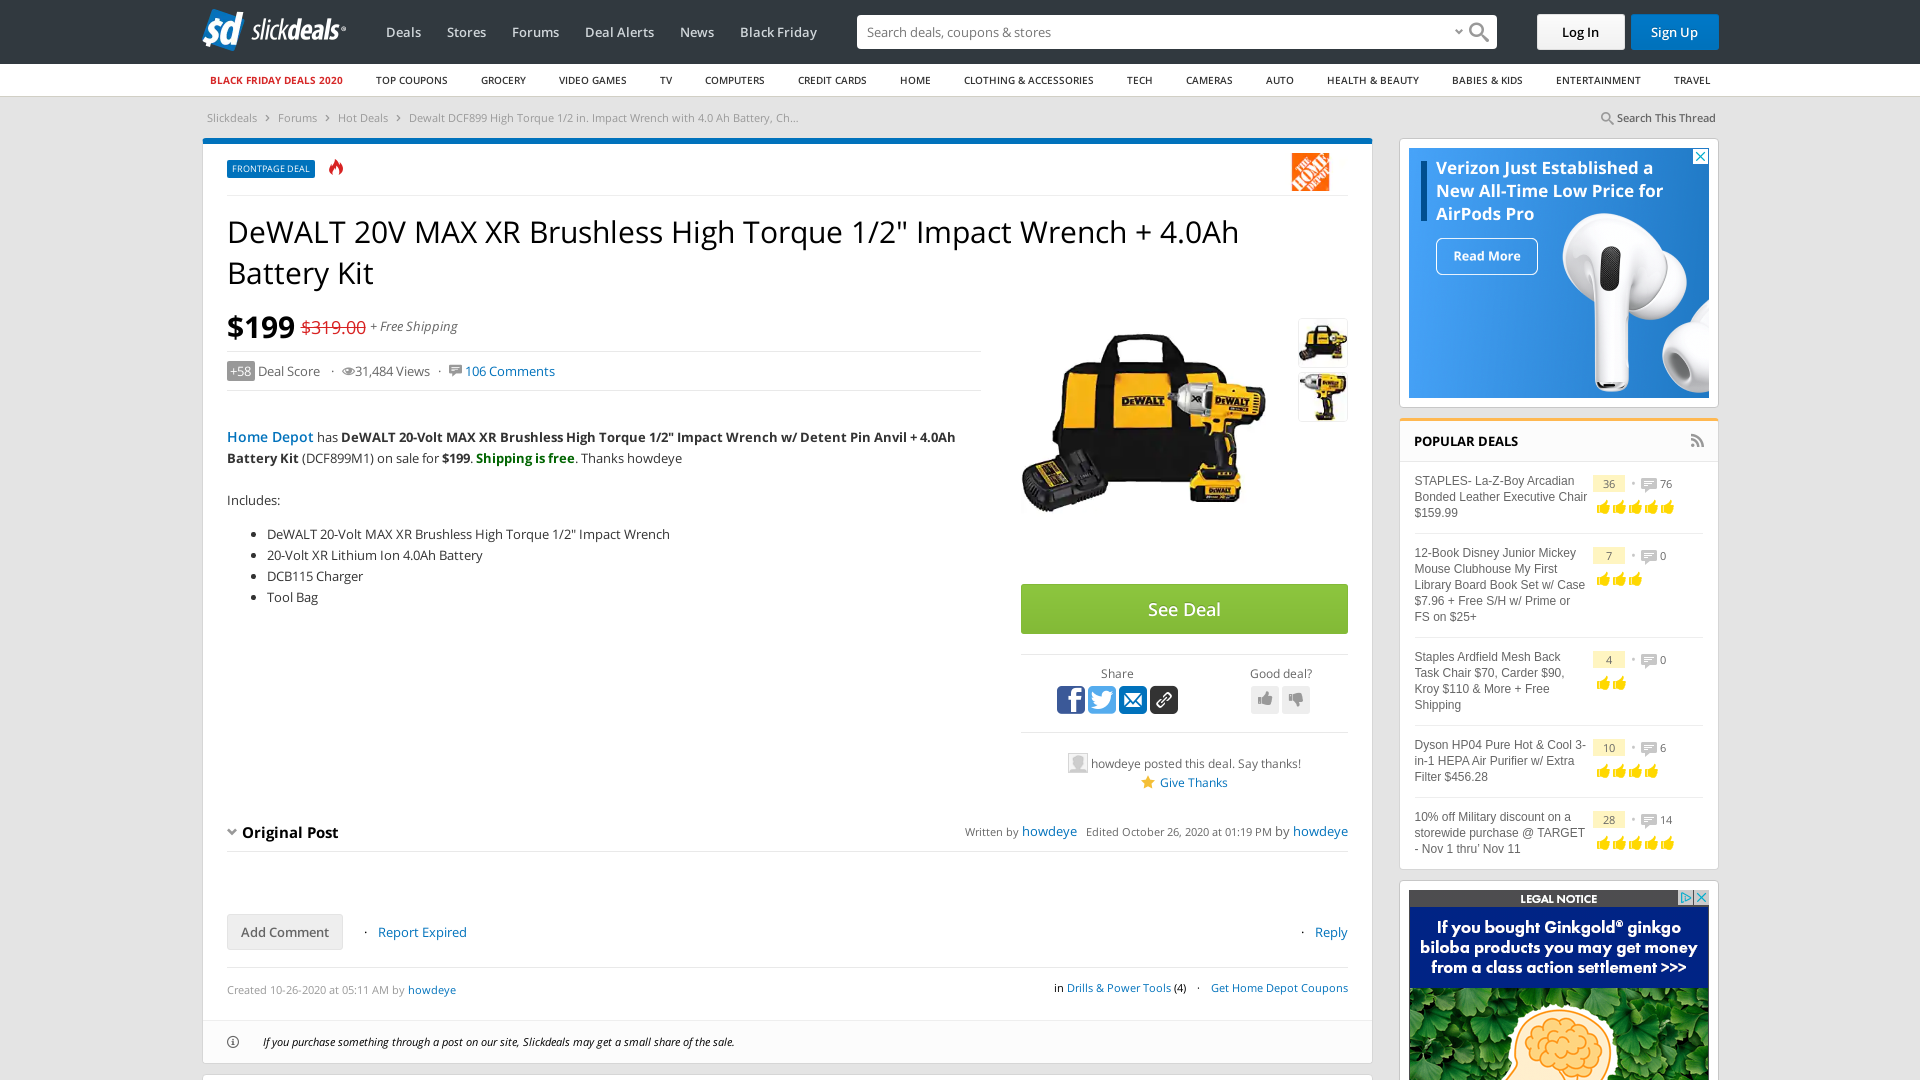 sd slickdeals
Deals Stores Forums Deal Alerts News Black Friday
Search deals, coupons & stores
Log In
Sign Up
BLACK FRIDAY DEALS 2020 TOP COUPONS GROCERY VIDEO GAMES TV COMPUTERS CREDIT CARDS HOME CLOTHING & ACCESSORIES TECH CAMERAS AUTO HEALTH & BEAUTY BABIES & KIDS ENTERTAINMENT TRAVEL
Slickdeals › Forums › Hot Deals › Dewalt DCF899 High Torque 1/2 in. Impact Wrench with 4.0 Ah Battery, Ch...
Search This Thread
FRONTPAGE DEAL
THE HOME DEPOT
DeWALT 20V MAX XR Brushless High Torque 1/2" Impact Wrench + 4.0Ah
Battery Kit
$199 $319.00 + Free Shipping
+58 Deal Score · 31,484 Views · 106 Comments
Home Depot has DeWALT 20-Volt MAX XR Brushless High Torque 1/2" Impact Wrench w/ Detent Pin Anvil + 4.0Ah
Battery Kit (DCF899M1) on sale for $199. Shipping is free. Thanks howdeye
Includes:
• DeWALT 20-Volt MAX XR Brushless High Torque 1/2" Impact Wrench
• 20-Volt XR Lithium Ion 4.0Ah Battery
• DCB115 Charger
• Tool Bag
DEWALT
XR
DEWALT
DEWALT
See Deal
Share
Good deal?
howdeye posted this deal. Say thanks!
Give Thanks
Original Post
Written by howdeye Edited October 26, 2020 at 01:19 PM by howdeye
Add Comment · Report Expired
· Reply
Created 10-26-2020 at 05:11 AM by howdeye
in Drills & Power Tools (4) · Get Home Depot Coupons
If you purchase something through a post on our site, Slickdeals may get a small share of the sale.
Verizon Just Established a
New All-Time Low Price for
AirPods Pro
Read More
POPULAR DEALS
STAPLES- La-Z-Boy Arcadian
Bonded Leather Executive Chair
$159.99
36 • 76
12-Book Disney Junior Mickey
Mouse Clubhouse My First
Library Board Book Set w/ Case
$7.96 + Free S/H w/ Prime or
FS on $25+
7 • 0
Staples Ardfield Mesh Back
Task Chair $70, Carder $90,
Kroy $110 & More + Free
Shipping
4 • 0
Dyson HP04 Pure Hot & Cool 3-
in-1 HEPA Air Purifier w/ Extra
Filter $456.28
10 • 6
10% off Military discount on a
storewide purchase @ TARGET
- Nov 1 thru' Nov 11
28 • 14
LEGAL NOTICE
If you bought Ginkgold® ginkgo
biloba products you may get money
from a class action settlement >>>